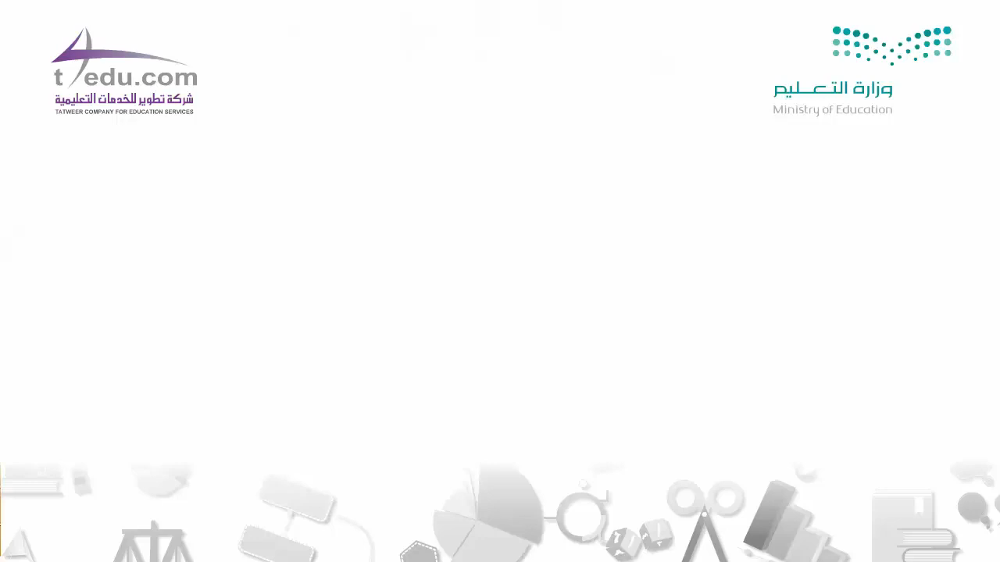 t4edu.com
شركة تطوير للخدمات التعليمية
TATWEER COMPANY FOR EDUCATION SERVICES
وزارة التعليم
Ministry of Education